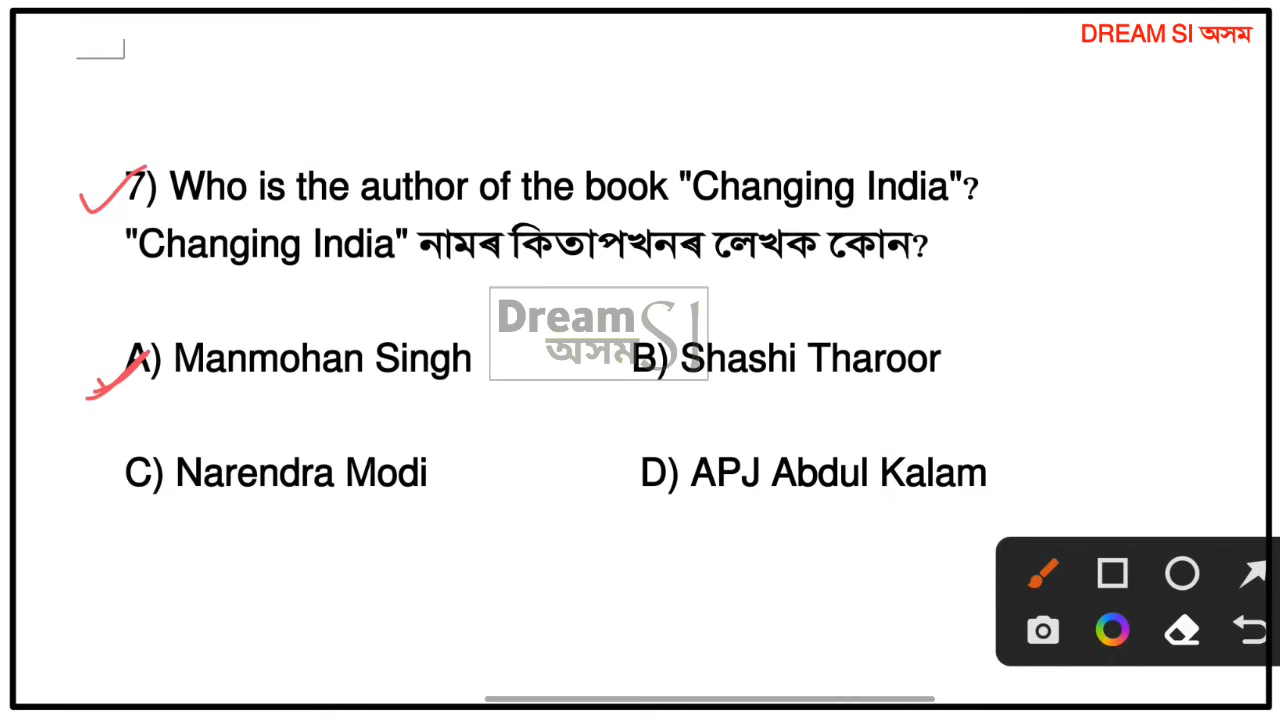 DREAM SI অসম
7) Who is the author of the book "Changing India"?
"Changing India" নামৰ কিতাপখনৰ লেখক কোন?
Dream SI
অসম
A) Manmohan Singh B) Shashi Tharoor
C) Narendra Modi D) APJ Abdul Kalam